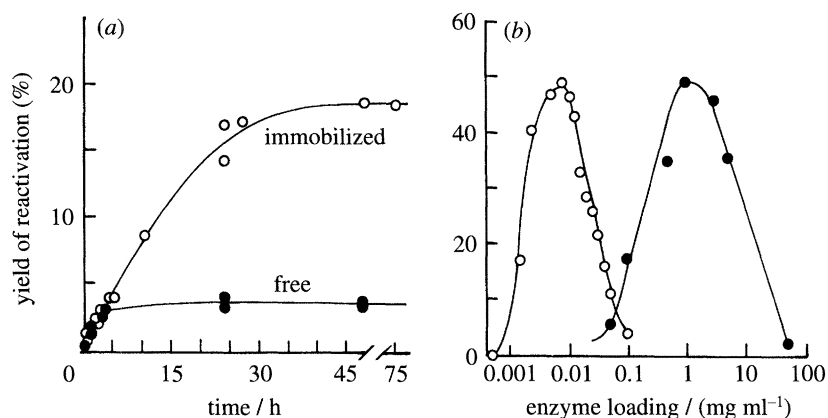 (a)
yield of reactivation (%)
20
10
0
immobilized
free
0 15 30 45 75
time / h
(b)
60
40
20
0
0.001 0.01 0.1 1 10 100
enzyme loading / (mg ml⁻¹)